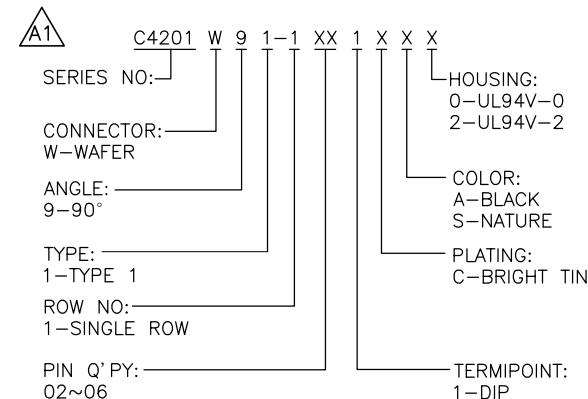 A1
C4201 W 9 1-1 XX 1 X X X
SERIES NO:
CONNECTOR:
W-WAFER
ANGLE:
9-90°
TYPE:
1-TYPE 1
ROW NO:
1-SINGLE ROW
PIN Q'PY:
02~06
HOUSING:
0-UL94V-0
2-UL94V-2
COLOR:
A-BLACK
S-NATURE
PLATING:
C-BRIGHT TIN
TERMIPOINT:
1-DIP